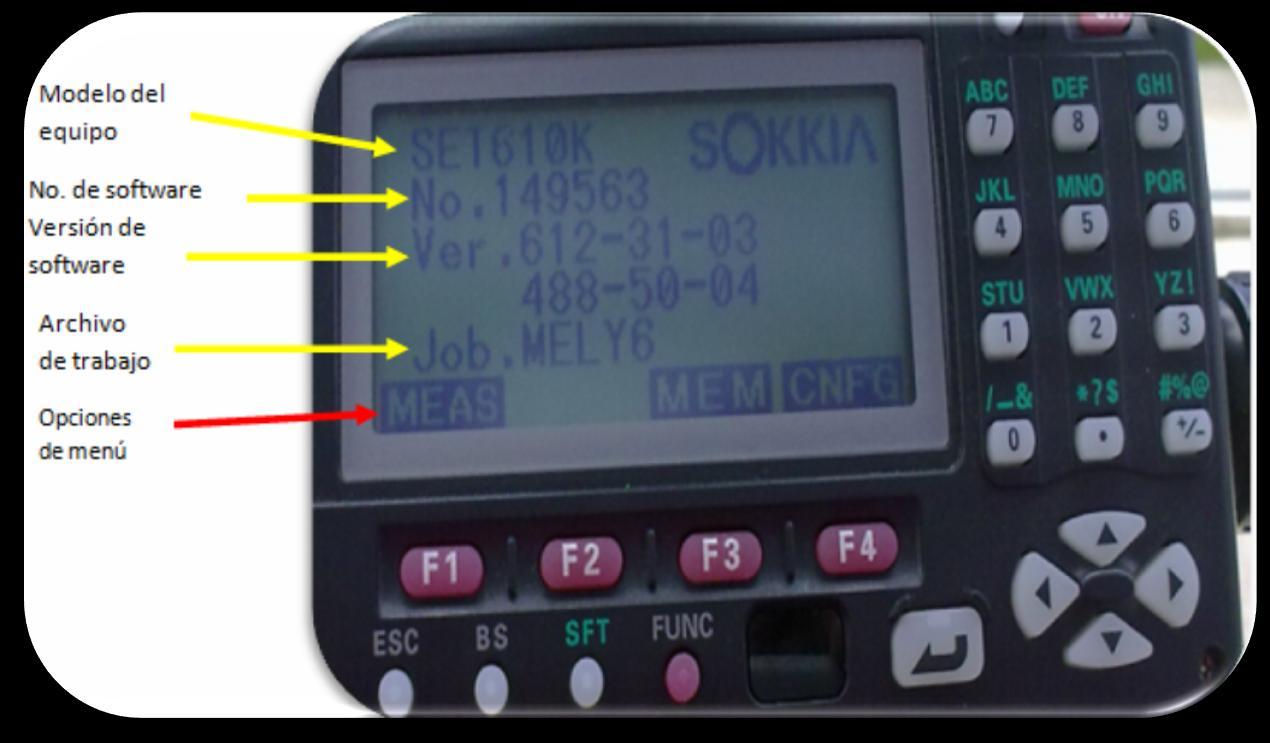 Modelo del
equipo
No. de software
Versión de
software
Archivo
de trabajo
Opciones
de menú
SET610K SOKKIA
No.149563
Ver.612-31-03
488-50-04
Job.MELY6
MEAS MEM CNFG
ABC DEF GHI
7 8 9
JKL MNO PQR
4 5 6
STU VWX YZ!
1 2 3
/_& *?$ #%@
0 . +/-
F1 F2 F3 F4
ESC BS SFT FUNC